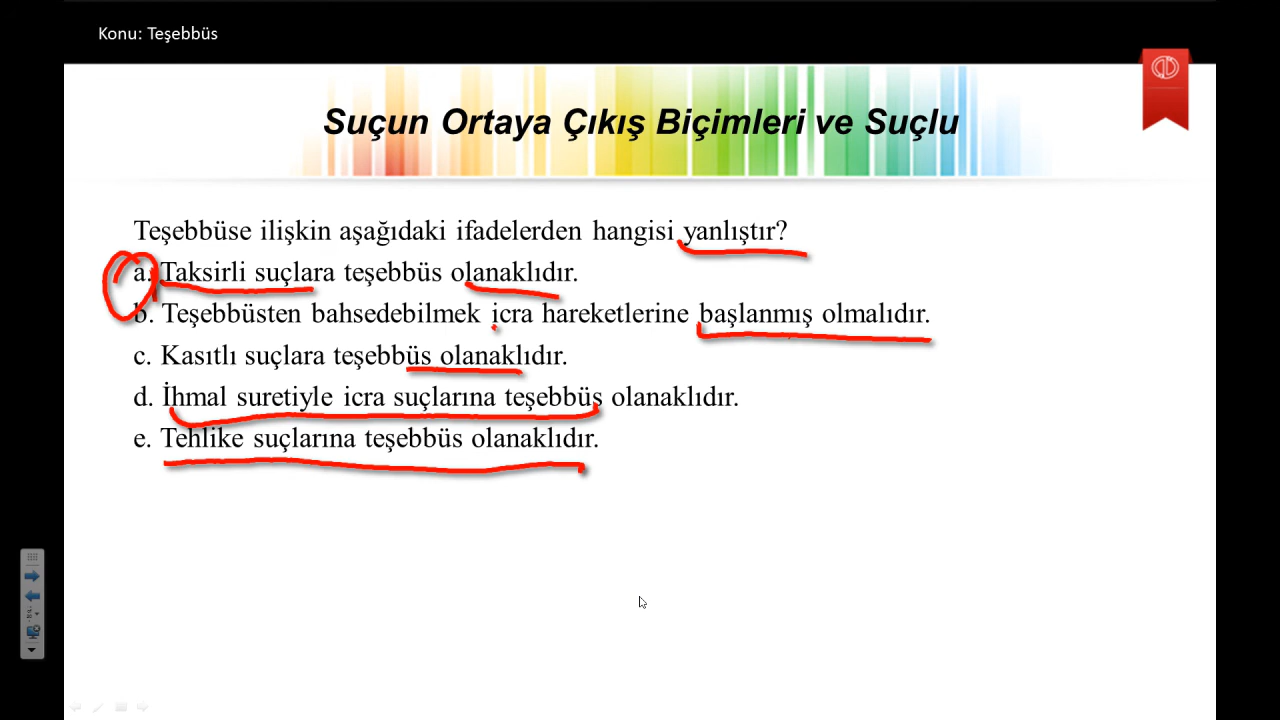 Konu: Teşebbüs
Suçun Ortaya Çıkış Biçimleri ve Suçlu
Teşebbüse ilişkin aşağıdaki ifadelerden hangisi yanlıştır?
a. Taksirli suçlara teşebbüs olanaklıdır.
b. Teşebbüsten bahsedebilmek icra hareketlerine başlanmış olmalıdır.
c. Kasıtlı suçlara teşebbüs olanaklıdır.
d. İhmal suretiyle icra suçlarına teşebbüs olanaklıdır.
e. Tehlike suçlarına teşebbüs olanaklıdır.